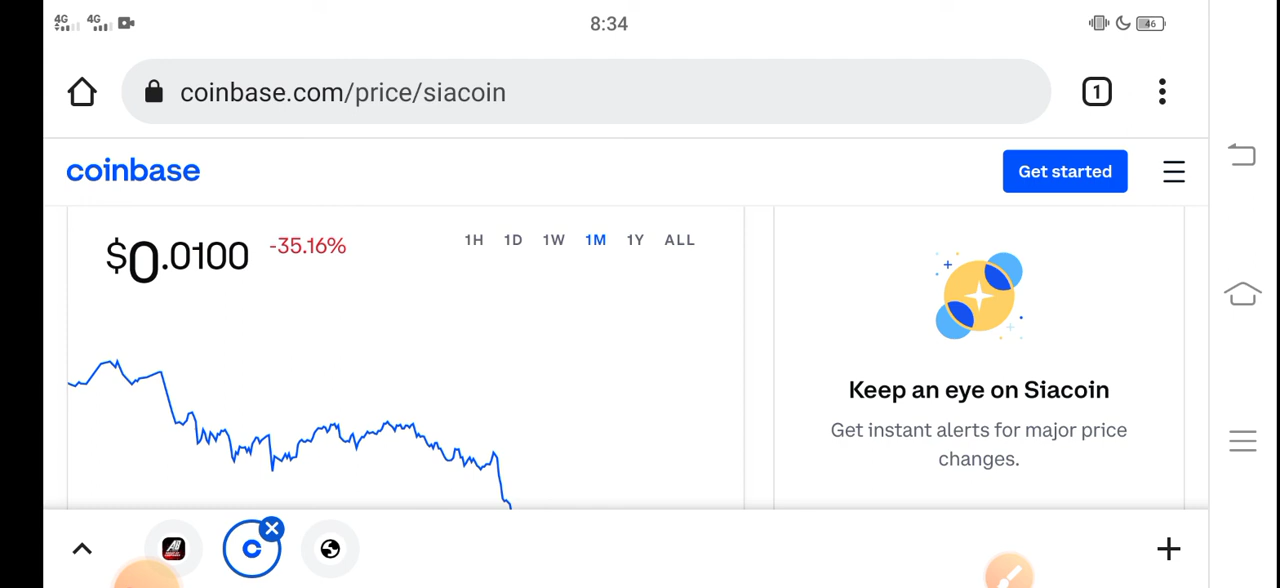 4G 4G 8:34 46
coinbase.com/price/siacoin 1
coinbase Get started
$0.0100 -35.16% 1H 1D 1W 1M 1Y ALL
Keep an eye on Siacoin
Get instant alerts for major price
changes.